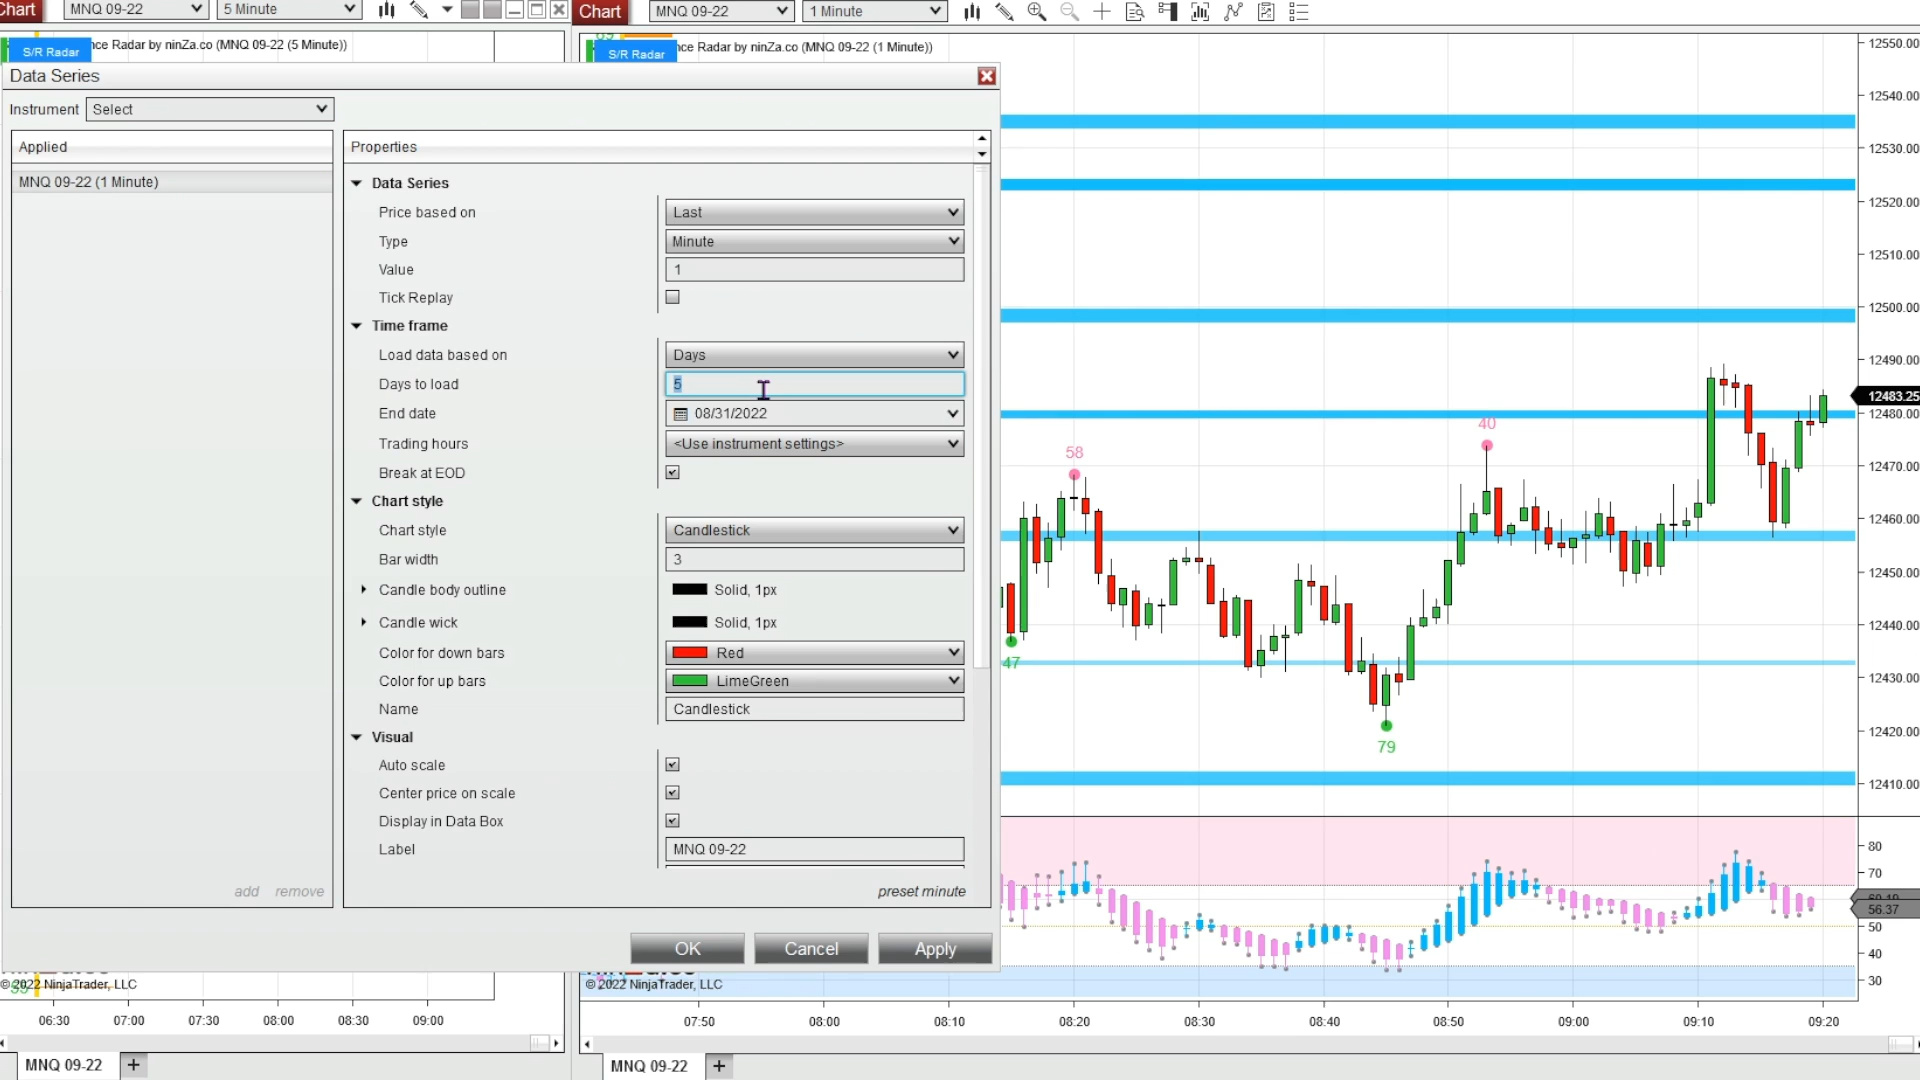 Chart
MNQ 09-22
5 Minute
S/R Radar
nce Radar by ninZa.co (MNQ 09-22 (5 Minute))
Chart
MNQ 09-22
1 Minute
S/R Radar
nce Radar by ninZa.co (MNQ 09-22 (1 Minute))
Data Series
Instrument Select
Applied
MNQ 09-22 (1 Minute)
add remove
Properties
Data Series
Price based on Last
Type Minute
Value 1
Tick Replay
Time frame
Load data based on Days
Days to load 5
End date 08/31/2022
Trading hours <Use instrument settings>
Break at EOD
Chart style
Chart style Candlestick
Bar width 3
Candle body outline Solid, 1px
Candle wick Solid, 1px
Color for down bars Red
Color for up bars LimeGreen
Name Candlestick
Visual
Auto scale
Center price on scale
Display in Data Box
Label MNQ 09-22
preset minute
OK Cancel Apply
58
40
47
79
12550.00
12540.00
12530.00
12520.00
12510.00
12500.00
12490.00
12483.25
12480.00
12470.00
12460.00
12450.00
12440.00
12430.00
12420.00
12410.00
80
70
56.37
50
40
30
© 2022 NinjaTrader, LLC
© 2022 NinjaTrader, LLC
06:30 07:00 07:30 08:00 08:30 09:00
07:50 08:00 08:10 08:20 08:30 08:40 08:50 09:00 09:10 09:20
MNQ 09-22 +
MNQ 09-22 +